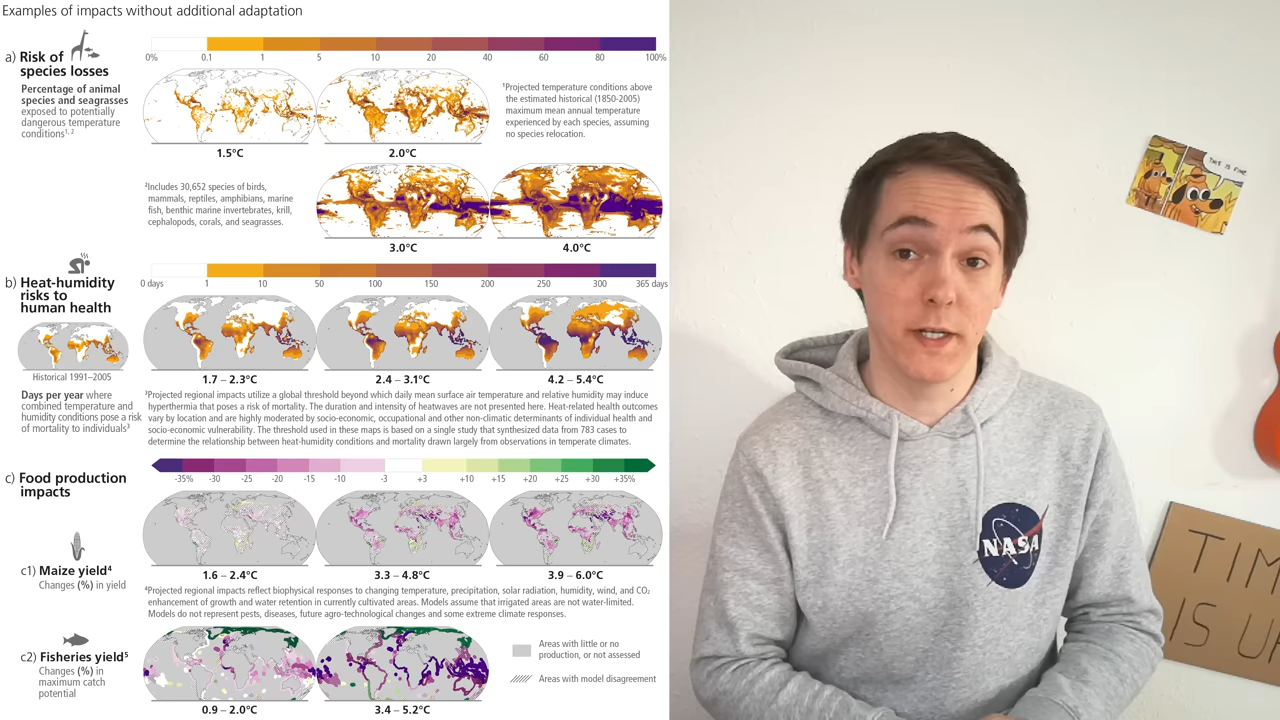 Examples of impacts without additional adaptation
a) Risk of
species losses
Percentage of animal
species and seagrasses
exposed to potentially
dangerous temperature
conditions¹, ²
0% 0.1 1 5 10 20 40 60 80 100%
1.5°C 2.0°C
¹Projected temperature conditions above
the estimated historical (1850-2005)
maximum mean annual temperature
experienced by each species, assuming
no species relocation.
²Includes 30,652 species of birds,
mammals, reptiles, amphibians, marine
fish, benthic marine invertebrates, krill,
cephalopods, corals, and seagrasses.
3.0°C 4.0°C
b) Heat-humidity
risks to
human health
0 days 1 10 50 100 150 200 250 300 365 days
Historical 1991–2005
1.7 – 2.3°C 2.4 – 3.1°C 4.2 – 5.4°C
Days per year where
combined temperature and
humidity conditions pose a risk
of mortality to individuals³
³Projected regional impacts utilize a global threshold beyond which daily mean surface air temperature and relative humidity may induce
hyperthermia that poses a risk of mortality. The duration and intensity of heatwaves are not presented here. Heat-related health outcomes
vary by location and are highly moderated by socio-economic, occupational and other non-climatic determinants of individual health and
socio-economic vulnerability. The threshold used in these maps is based on a single study that synthesized data from 783 cases to
determine the relationship between heat-humidity conditions and mortality drawn largely from observations in temperate climates.
c) Food production
impacts
-35% -30 -25 -20 -15 -10 -3 +3 +10 +15 +20 +25 +30 +35%
c1) Maize yield⁴
Changes (%) in yield
1.6 – 2.4°C 3.3 – 4.8°C 3.9 – 6.0°C
⁴Projected regional impacts reflect biophysical responses to changing temperature, precipitation, solar radiation, humidity, wind, and CO₂
enhancement of growth and water retention in currently cultivated areas. Models assume that irrigated areas are not water-limited.
Models do not represent pests, diseases, future agro-technological changes and some extreme climate responses.
c2) Fisheries yield⁵
Changes (%) in
maximum catch
potential
0.9 – 2.0°C 3.4 – 5.2°C
Areas with little or no
production, or not assessed
Areas with model disagreement
THIS IS FINE
NASA
TIM
IS U